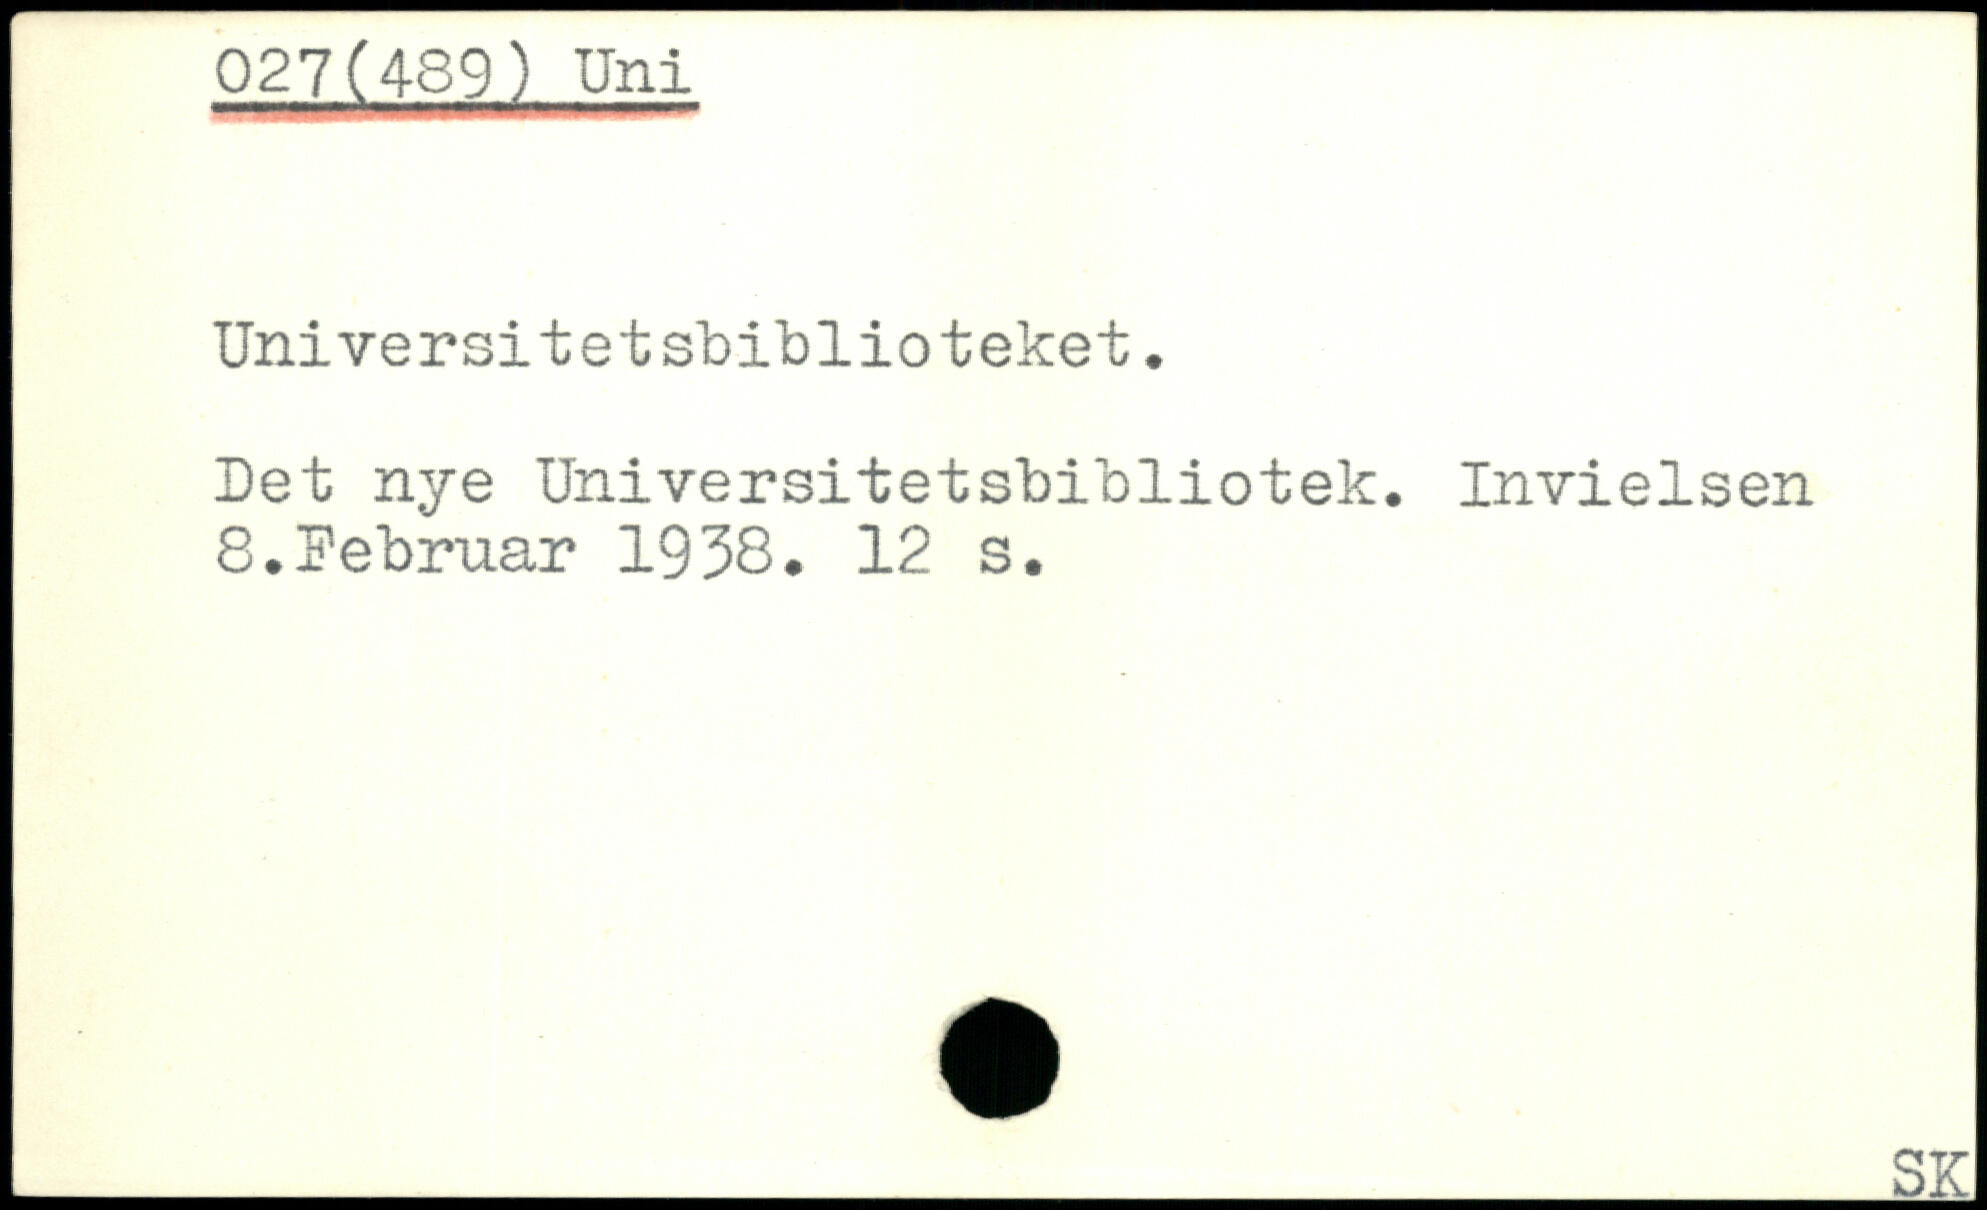 027(489) Uni
Universitetsbiblioteket.
Det nye Universitetsbibliotek. Invielsen
8.Februar 1938. 12 s.
SK